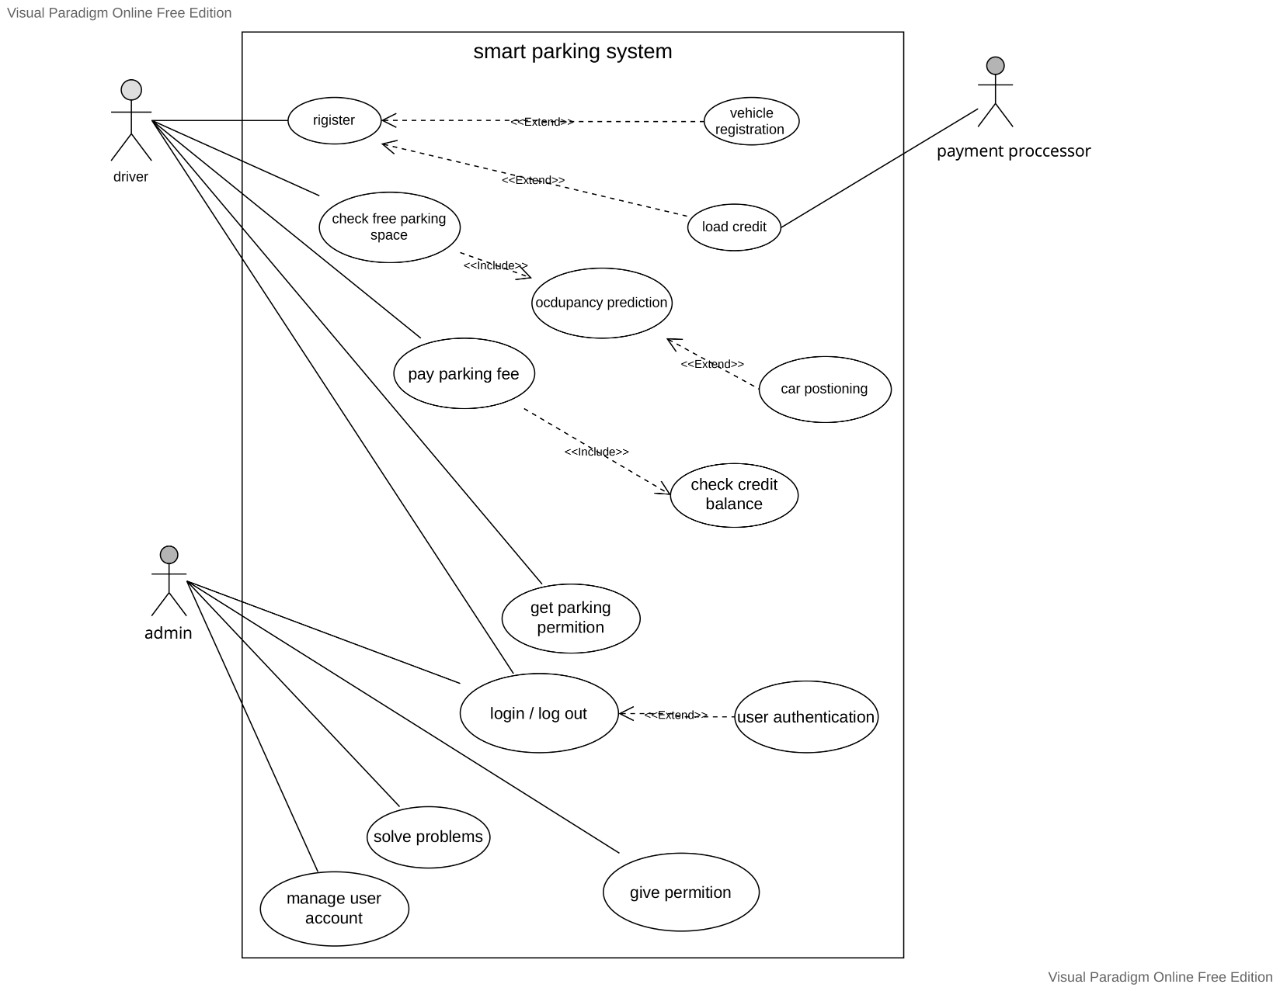 Visual Paradigm Online Free Edition
smart parking system
driver
rigister
<<Extend>>
vehicle
registration
payment proccessor
<<Extend>>
check free parking
space
load credit
<<Include>>
ocdupancy prediction
<<Extend>>
pay parking fee
car postioning
<<Include>>
check credit
balance
admin
get parking
permition
login / log out
<<Extend>>
user authentication
solve problems
give permition
manage user
account
Visual Paradigm Online Free Edition